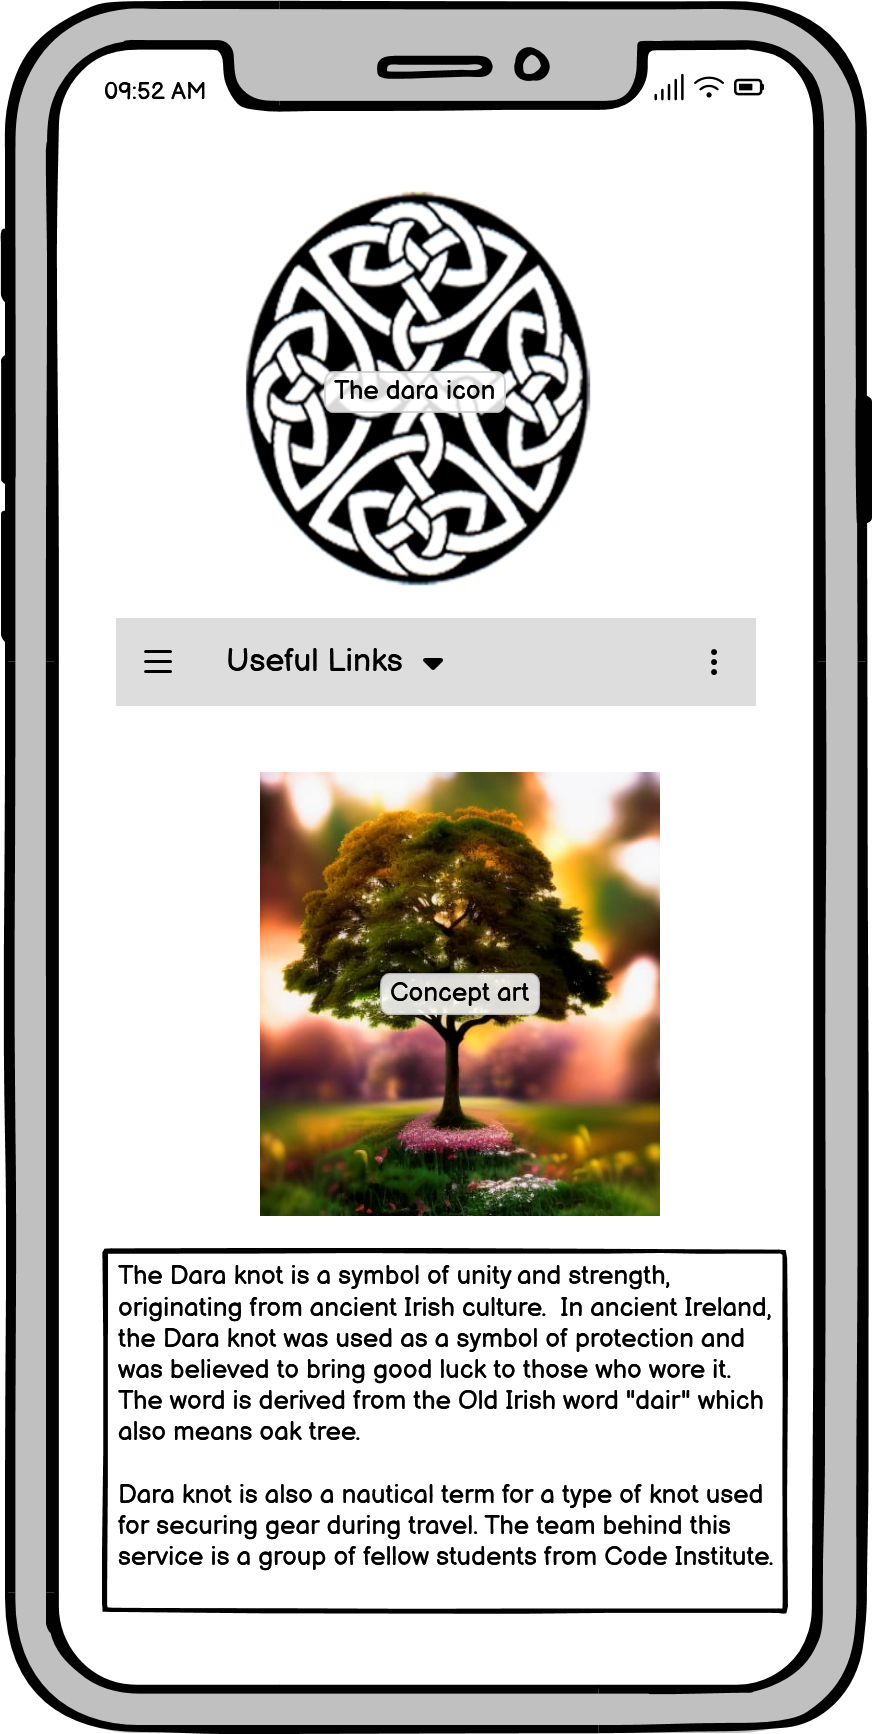 09:52 AM
The dara icon
Useful Links
Concept art
The Dara knot is a symbol of unity and strength,
originating from ancient Irish culture.  In ancient Ireland,
the Dara knot was used as a symbol of protection and
was believed to bring good luck to those who wore it.
The word is derived from the Old Irish word "dair" which
also means oak tree.
Dara knot is also a nautical term for a type of knot used
for securing gear during travel. The team behind this
service is a group of fellow students from Code Institute.